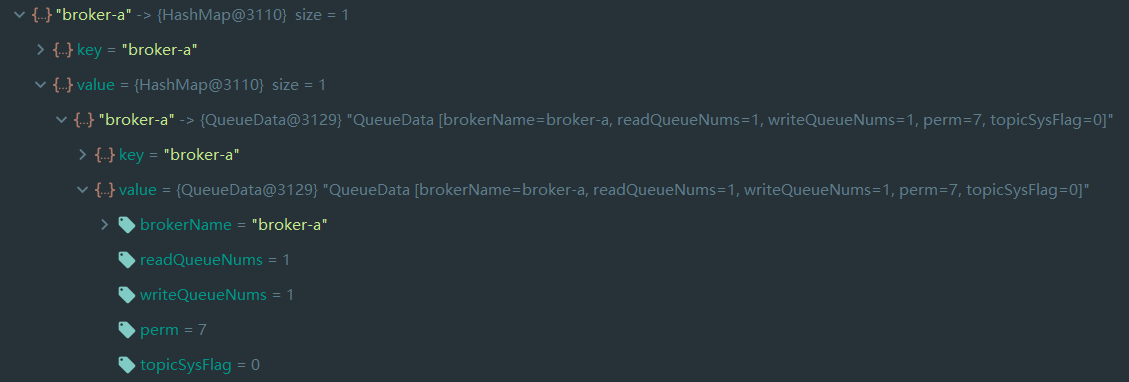 {...} "broker-a" -> {HashMap@3110} size = 1
{...} key = "broker-a"
{...} value = {HashMap@3110} size = 1
{...} "broker-a" -> {QueueData@3129} "QueueData [brokerName=broker-a, readQueueNums=1, writeQueueNums=1, perm=7, topicSysFlag=0]"
{...} key = "broker-a"
{...} value = {QueueData@3129} "QueueData [brokerName=broker-a, readQueueNums=1, writeQueueNums=1, perm=7, topicSysFlag=0]"
brokerName = "broker-a"
readQueueNums = 1
writeQueueNums = 1
perm = 7
topicSysFlag = 0